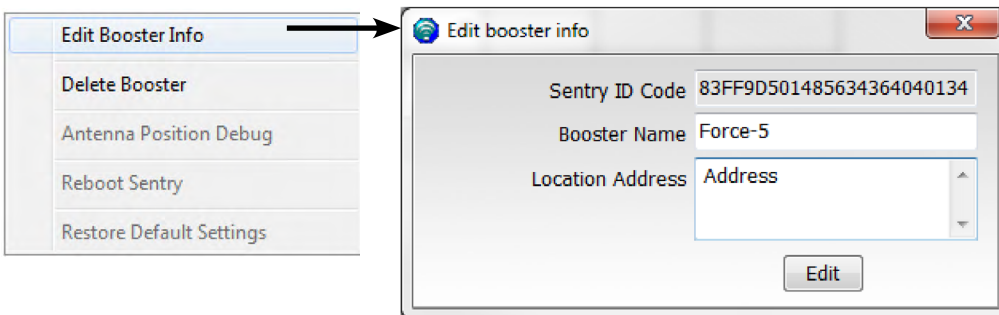 Edit Booster Info
Delete Booster
Antenna Position Debug
Reboot Sentry
Restore Default Settings
Edit booster info
Sentry ID Code 83FF9D501485634364040134
Booster Name Force-5
Location Address Address
Edit